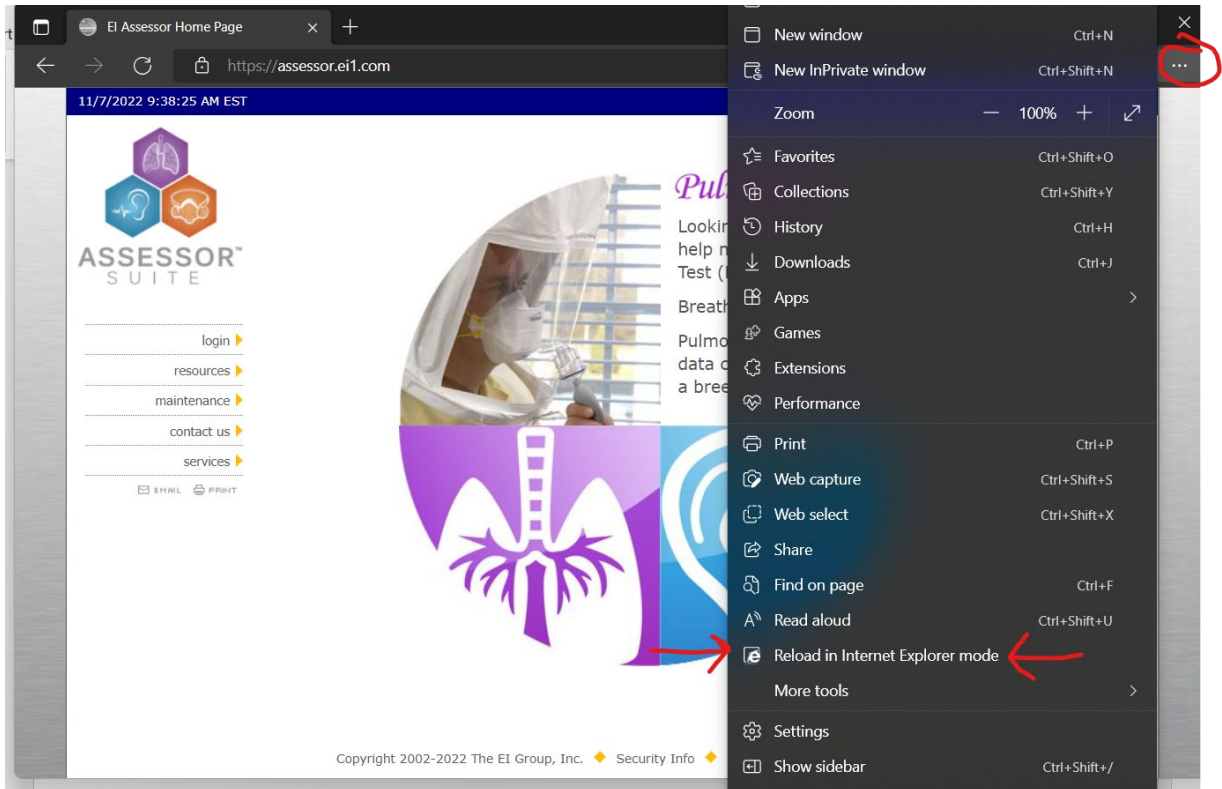 EI Assessor Home Page
https://assessor.ei1.com
11/7/2022 9:38:25 AM EST
ASSESSOR™
SUITE
login
resources
maintenance
contact us
services
EMAIL PRINT
Looking
help
Test
data
Copyright 2002-2022 The EI Group, Inc. Security Info
New window Ctrl+N
New InPrivate window Ctrl+Shift+N
Zoom — 100% +
Favorites Ctrl+Shift+O
Collections Ctrl+Shift+Y
History Ctrl+H
Downloads Ctrl+J
Apps
Games
Extensions
Performance
Print Ctrl+P
Web capture Ctrl+Shift+S
Web select Ctrl+Shift+X
Share
Find on page Ctrl+F
Read aloud Ctrl+Shift+U
Reload in Internet Explorer mode
More tools
Settings
Show sidebar Ctrl+Shift+/